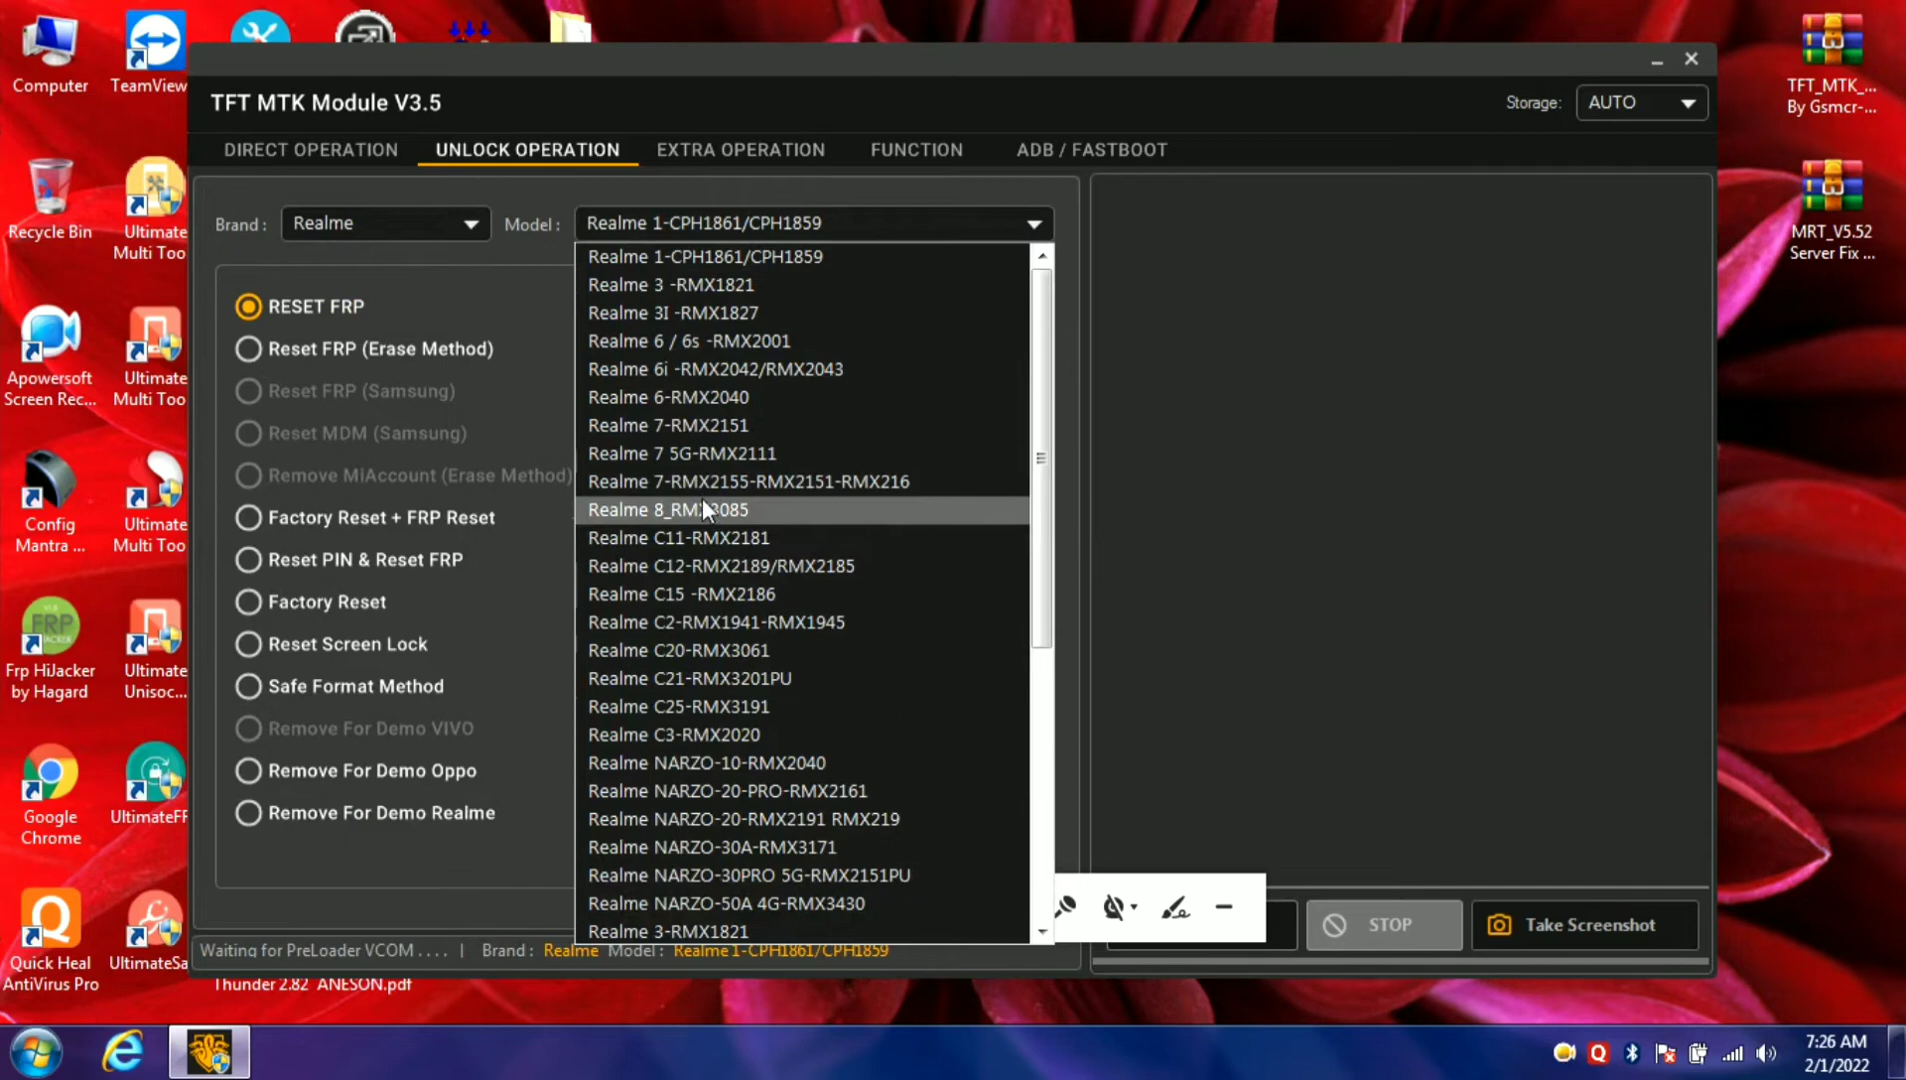 Computer
TeamView
TFT_MTK_...
By Gsmcr-...
Recycle Bin
Ultimate
Multi Too
MRT_V5.52
Server Fix ...
Apowersoft
Screen Rec...
Ultimate
Multi Too
Config
Mantra ...
Ultimate
Multi Too
FRP
Frp HiJacker
by Hagard
Ultimate
Unisoc...
Google
Chrome
UltimateFF
Quick Heal
AntiVirus Pro
UltimateSa
Thunder 2.82 ANESON.pdf
TFT MTK Module V3.5
Storage: AUTO
DIRECT OPERATION UNLOCK OPERATION EXTRA OPERATION FUNCTION ADB / FASTBOOT
Brand : Realme Model : Realme 1-CPH1861/CPH1859
RESET FRP
Reset FRP (Erase Method)
Reset FRP (Samsung)
Reset MDM (Samsung)
Remove MiAccount (Erase Method)
Factory Reset + FRP Reset
Reset PIN & Reset FRP
Factory Reset
Reset Screen Lock
Safe Format Method
Remove For Demo VIVO
Remove For Demo Oppo
Remove For Demo Realme
Realme 1-CPH1861/CPH1859
Realme 3 -RMX1821
Realme 3I -RMX1827
Realme 6 / 6s -RMX2001
Realme 6i -RMX2042/RMX2043
Realme 6-RMX2040
Realme 7-RMX2151
Realme 7 5G-RMX2111
Realme 7-RMX2155-RMX2151-RMX216
Realme 8_RMX3085
Realme C11-RMX2181
Realme C12-RMX2189/RMX2185
Realme C15 -RMX2186
Realme C2-RMX1941-RMX1945
Realme C20-RMX3061
Realme C21-RMX3201PU
Realme C25-RMX3191
Realme C3-RMX2020
Realme NARZO-10-RMX2040
Realme NARZO-20-PRO-RMX2161
Realme NARZO-20-RMX2191 RMX219
Realme NARZO-30A-RMX3171
Realme NARZO-30PRO 5G-RMX2151PU
Realme NARZO-50A 4G-RMX3430
Realme 3-RMX1821
STOP
Take Screenshot
Waiting for PreLoader VCOM . . . . | Brand : Realme Model : Realme 1-CPH1861/CPH1859
7:26 AM
2/1/2022